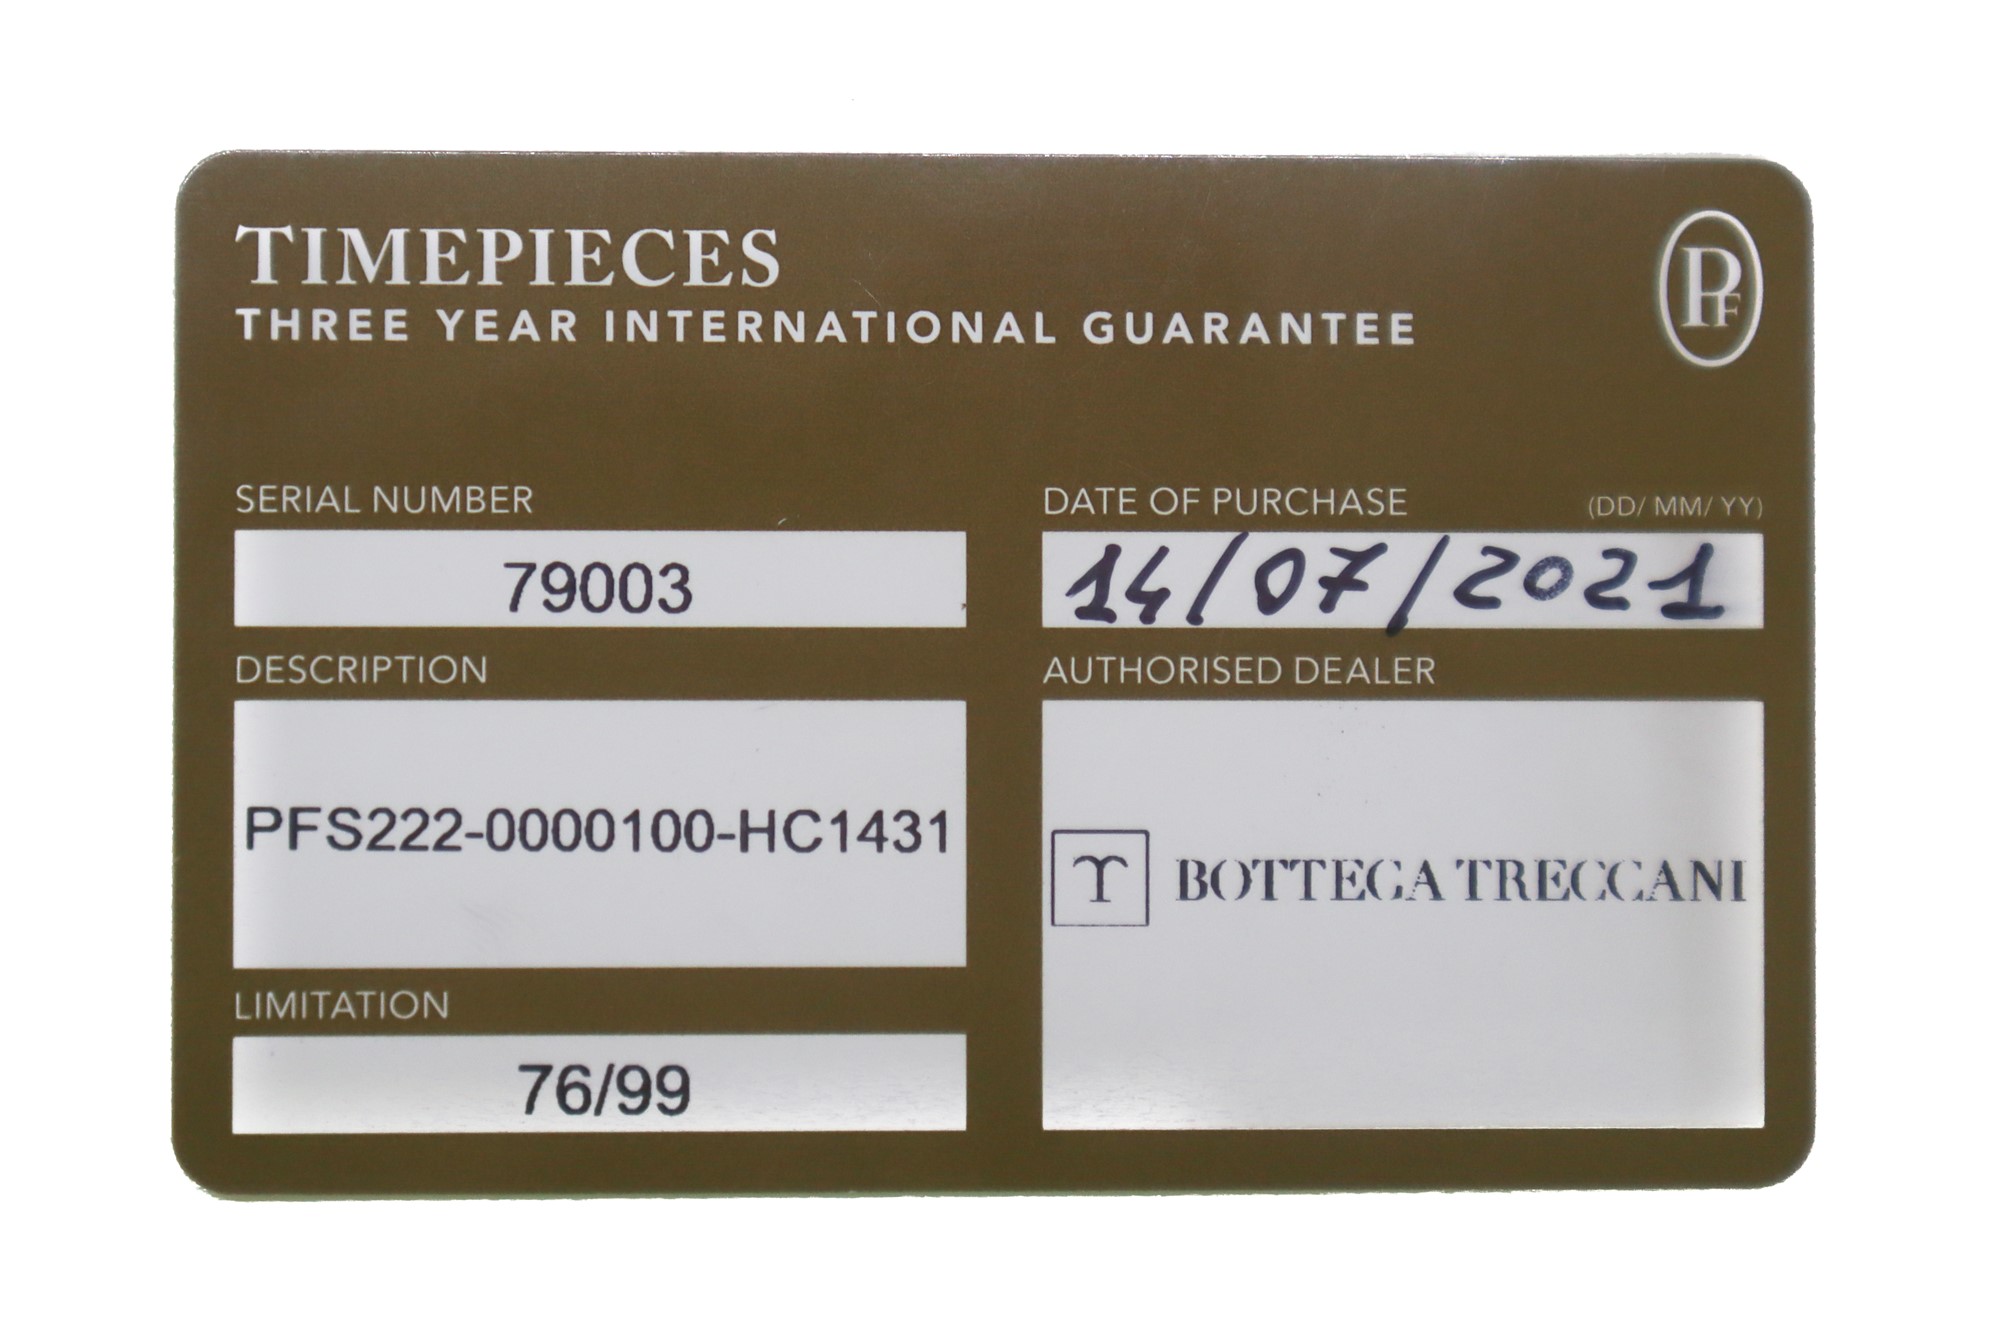 TIMEPIECES
THREE YEAR INTERNATIONAL GUARANTEE
PF
SERIAL NUMBER
79003
DESCRIPTION
PFS222-0000100-HC1431
LIMITATION
76/99
DATE OF PURCHASE (DD/ MM/ YY)
14/07/2021
AUTHORISED DEALER
BOTTEGA TRECCANI